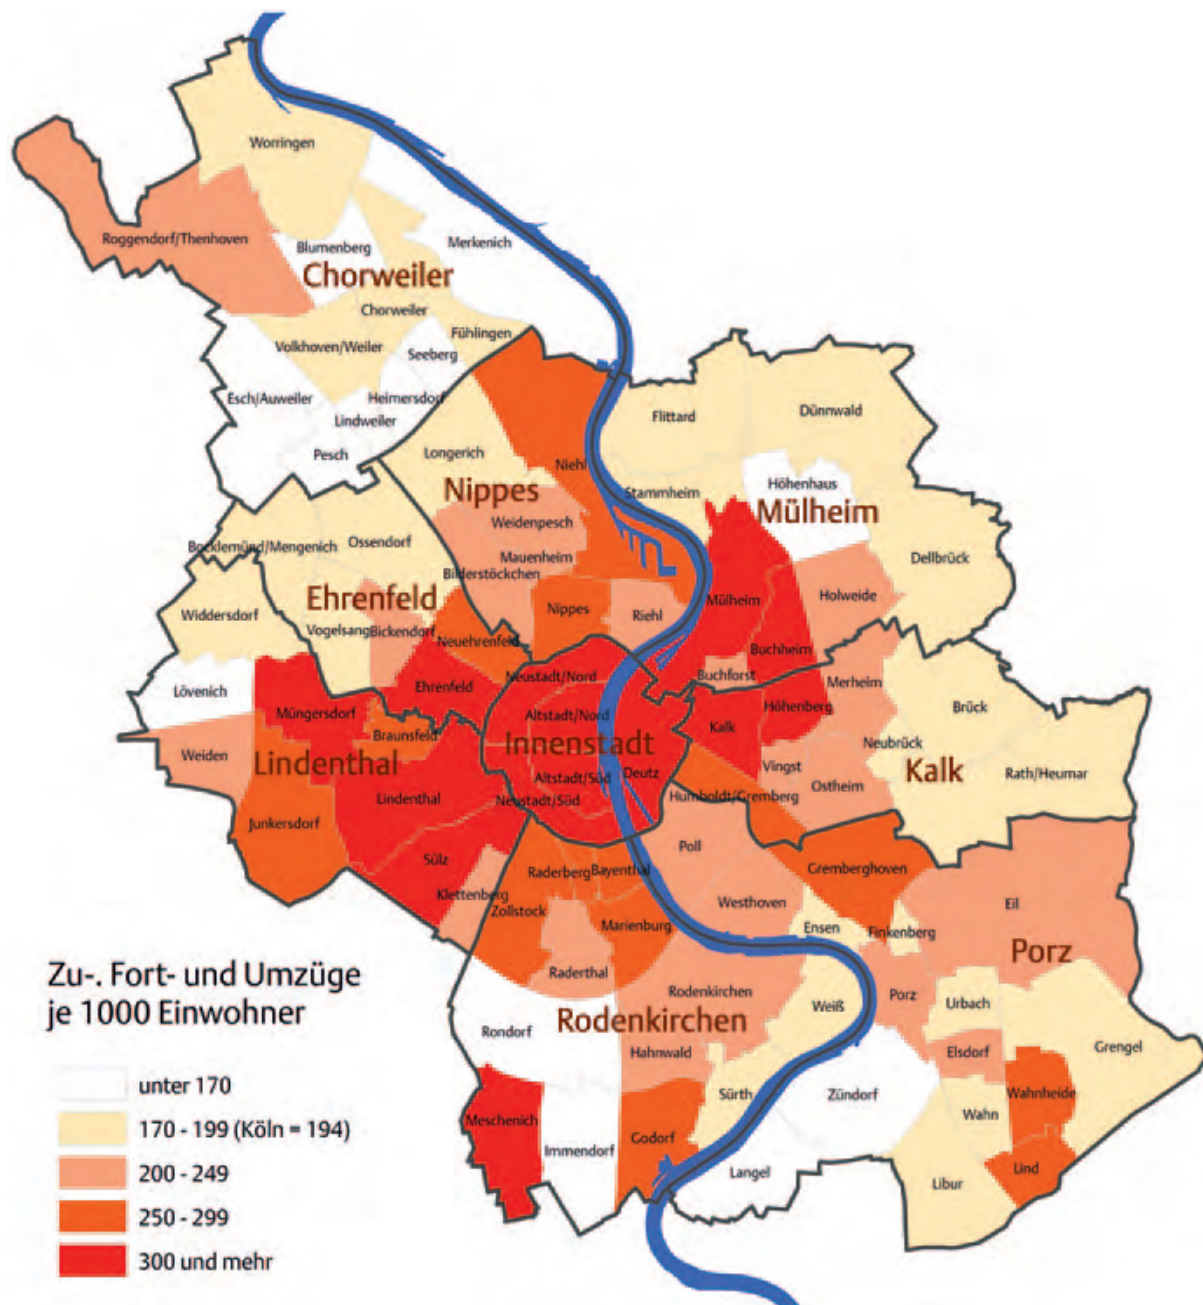 Worringen
Roggendorf/Thenhoven
Blumenberg
Merkenich
Chorweiler
Chorweiler
Fühlingen
Volkhoven/Weiler
Seeberg
Esch/Auweiler
Heimersdorf
Lindweiler
Pesch
Flittard
Dünnwald
Longerich
Niehl
Nippes
Stammheim
Höhenhaus
Mülheim
Weidenpesch
Ossendorf
Bocklemünd/Mengenich
Mauenheim
Dellbrück
Bilderstöckchen
Ehrenfeld
Holweide
Mülheim
Nippes
Riehl
Widdersdorf
Vogelsang
Bickendorf
Neuehrenfeld
Buchheim
Neustadt/Nord
Buchforst
Merheim
Lövenich
Ehrenfeld
Müngersdorf
Altstadt/Nord
Kalk
Höhenberg
Brück
Braunsfeld
Innenstadt
Neubrück
Weiden
Lindenthal
Vingst
Kalk
Rath/Heumar
Altstadt/Süd
Deutz
Ostheim
Lindenthal
Neustadt/Süd
Humboldt/Gremberg
Junkersdorf
Poll
Sülz
Raderberg
Bayenthal
Gremberghoven
Klettenberg
Westhoven
Eil
Zollstock
Marienburg
Ensen
Finkenberg
Porz
Raderthal
Rodenkirchen
Porz
Weiß
Urbach
Rodenkirchen
Rondorf
Hahnwald
Elsdorf
Grengel
Sürth
Zündorf
Wahnheide
Wahn
Meschenich
Godorf
Immendorf
Langel
Lind
Libur
Zu-. Fort- und Umzüge
je 1000 Einwohner
unter 170
170 - 199 (Köln = 194)
200 - 249
250 - 299
300 und mehr